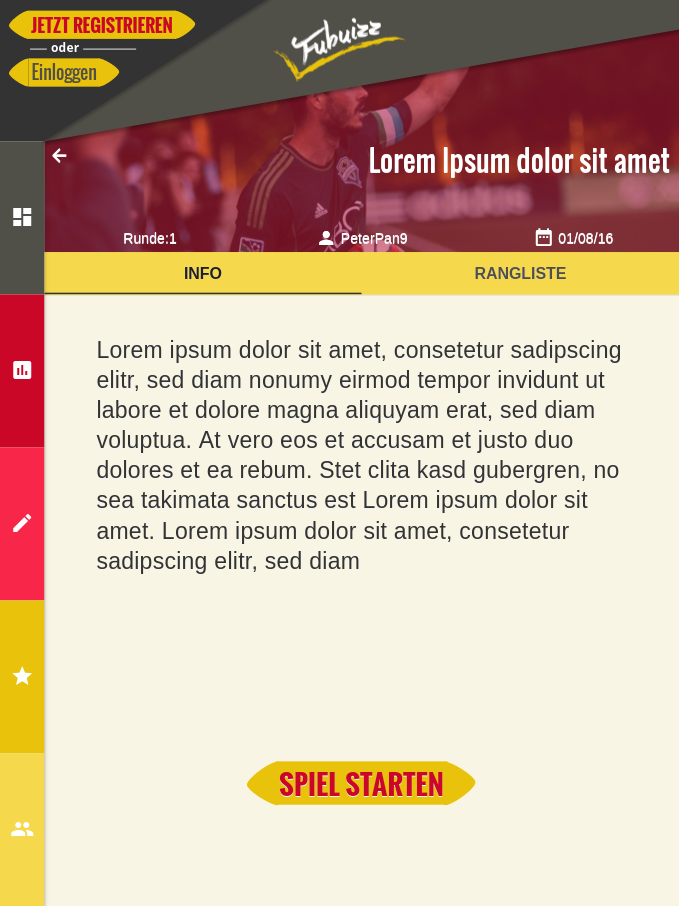 JETZT REGISTRIEREN
oder
Einloggen
Fubuizz
Lorem Ipsum dolor sit amet
Runde:1
PeterPan9
01/08/16
INFO
RANGLISTE
Lorem ipsum dolor sit amet, consetetur sadipscing
elitr, sed diam nonumy eirmod tempor invidunt ut
labore et dolore magna aliquyam erat, sed diam
voluptua. At vero eos et accusam et justo duo
dolores et ea rebum. Stet clita kasd gubergren, no
sea takimata sanctus est Lorem ipsum dolor sit
amet. Lorem ipsum dolor sit amet, consetetur
sadipscing elitr, sed diam
SPIEL STARTEN